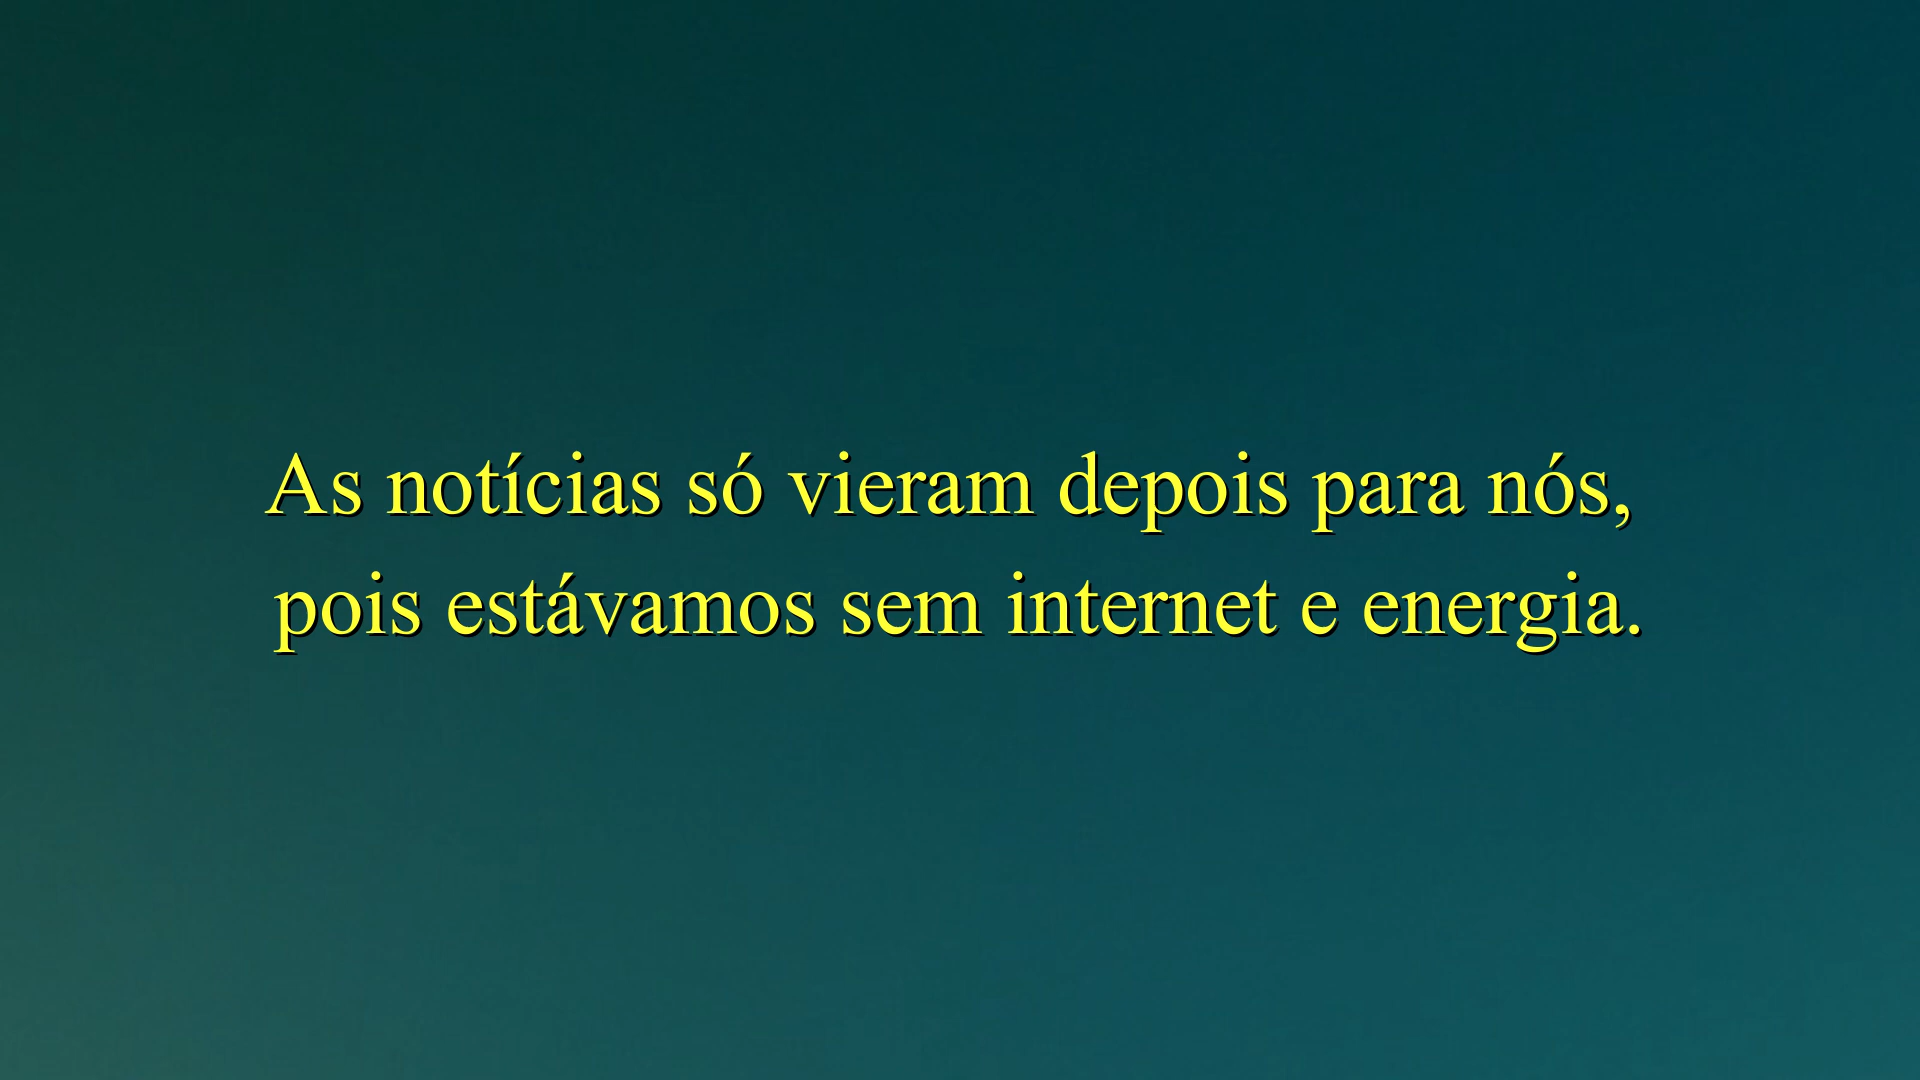 As notícias só vieram depois para nós,
pois estávamos sem internet e energia.